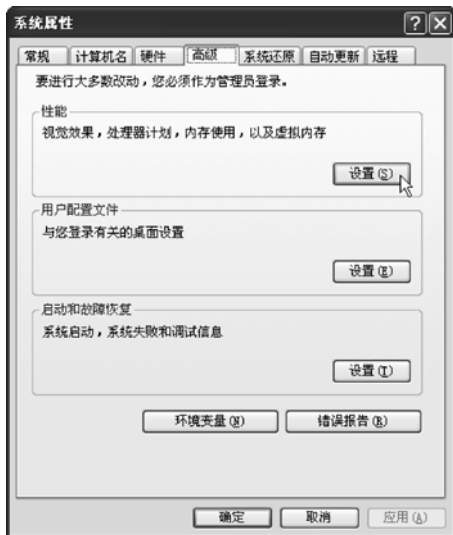 系统属性
常规 计算机名 硬件 高级 系统还原 自动更新 远程
要进行大多数改动，您必须作为管理员登录。
性能
视觉效果，处理器计划，内存使用，以及虚拟内存
设置(S)
用户配置文件
与您登录有关的桌面设置
设置(E)
启动和故障恢复
系统启动，系统失败和调试信息
设置(T)
环境变量(N) 错误报告(R)
确定 取消 应用(A)